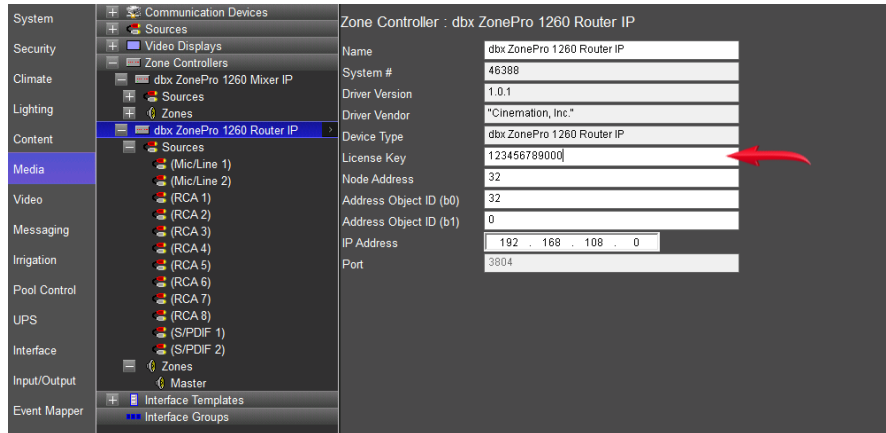 System
Security
Climate
Lighting
Content
Media
Video
Messaging
Irrigation
Pool Control
UPS
Interface
Input/Output
Event Mapper
Communication Devices
Sources
Video Displays
Zone Controllers
dbx ZonePro 1260 Mixer IP
Sources
Zones
dbx ZonePro 1260 Router IP
Sources
(Mic/Line 1)
(Mic/Line 2)
(RCA 1)
(RCA 2)
(RCA 3)
(RCA 4)
(RCA 5)
(RCA 6)
(RCA 7)
(RCA 8)
(S/PDIF 1)
(S/PDIF 2)
Zones
Master
Interface Templates
Interface Groups
Zone Controller : dbx ZonePro 1260 Router IP
Name dbx ZonePro 1260 Router IP
System # 46388
Driver Version 1.0.1
Driver Vendor "Cinemation, Inc."
Device Type dbx ZonePro 1260 Router IP
License Key 123456789000
Node Address 32
Address Object ID (b0) 32
Address Object ID (b1) 0
IP Address 192 . 168 . 108 . 0
Port 3804